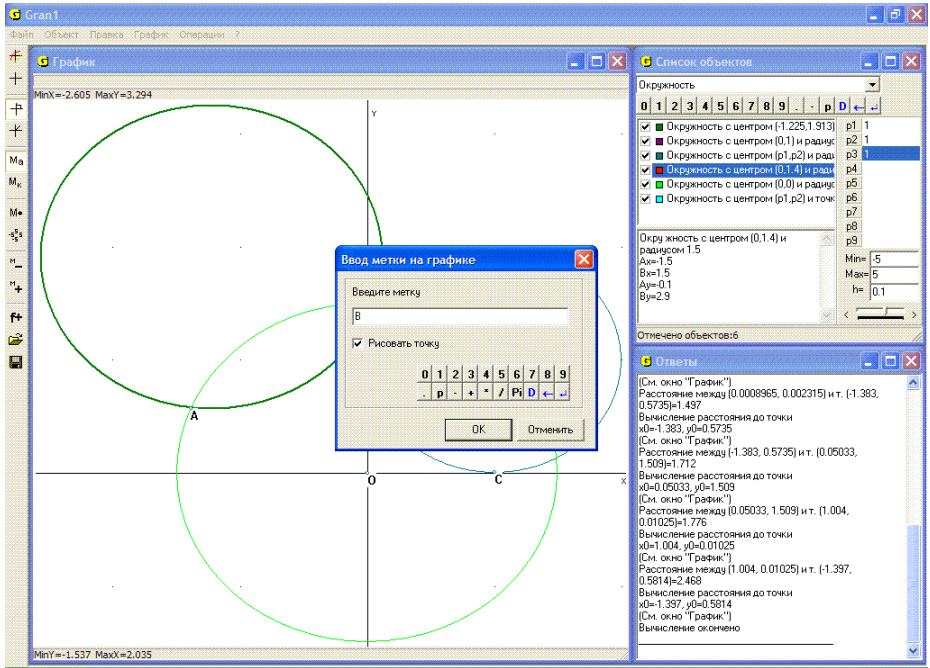 Gran1
Файл Объект Правка График Операции ?
График
MinX=-2.605 MaxY=3.294
Y
A
O
C
X
MinY=-1.537 MaxX=2.035
Ma
Mк
M
M
f+
Ввод метки на графике
Введите метку
B
Рисовать точку
0 1 2 3 4 5 6 7 8 9
. p - + * / Pi D
OK Отменить
Список объектов
Окружность
0 1 2 3 4 5 6 7 8 9 . - p D
Окружность с центром (-1.225,1.913)
Окружность с центром (0,1) и радиус
Окружность с центром (p1,p2) и ради
Окружность с центром (0,1.4) и ради
Окружность с центром (0,0) и радиус
Окружность с центром (p1,p2) и точк
p1 1
p2 1
p3 1
p4
p5
p6
p7
p8
p9
Окру жность с центром (0,1.4) и
радиусом 1.5
Ax=-1.5
Bx=1.5
Ay=-0.1
By=2.9
Min= -5
Max= 5
h= 0.1
Отмечено объектов:6
Ответы
(См. окно "График")
Расстояние между (0.0008965, 0.002315) и т. (-1.383,
0.5735)=1.497
Вычисление расстояния до точки
x0=-1.383, y0=0.5735
(См. окно "График")
Расстояние между (-1.383, 0.5735) и т. (0.05033,
1.509)=1.712
Вычисление расстояния до точки
x0=0.05033, y0=1.509
(См. окно "График")
Расстояние между (0.05033, 1.509) и т. (1.004,
0.01025)=1.776
Вычисление расстояния до точки
x0=1.004, y0=0.01025
(См. окно "График")
Расстояние между (1.004, 0.01025) и т. (-1.397,
0.5814)=2.468
Вычисление расстояния до точки
x0=-1.397, y0=0.5814
(См. окно "График")
Вычисление окончено